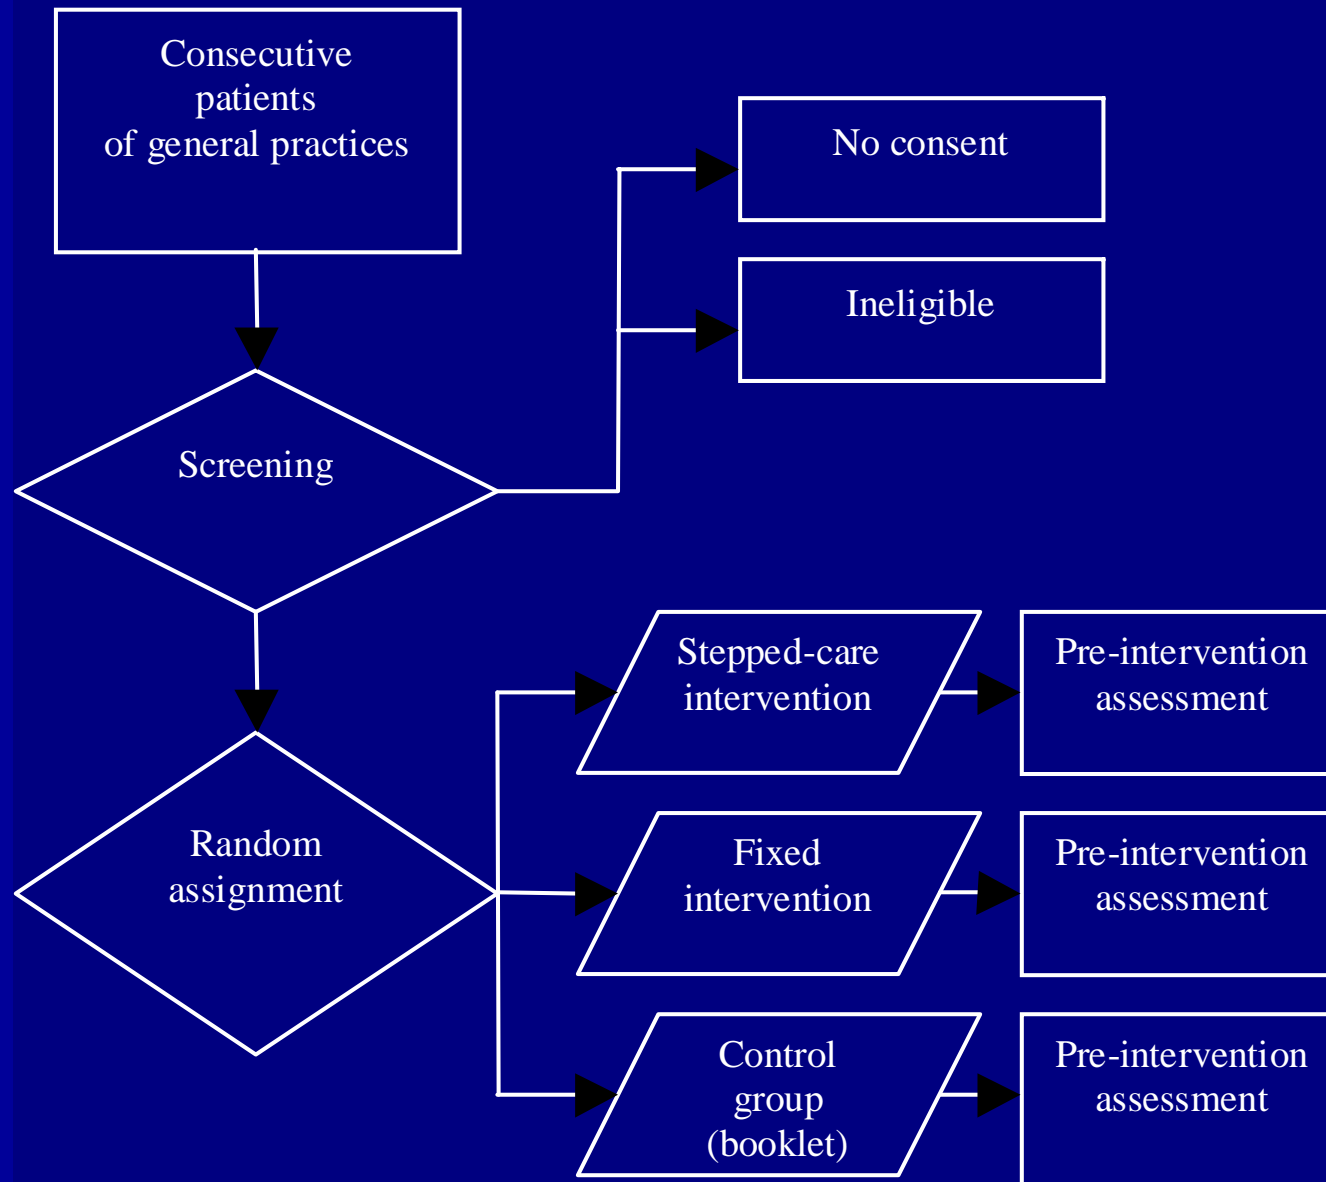 Consecutive
patients
of general practices
No consent
Ineligible
Screening
Stepped-care
intervention
Pre-intervention
assessment
Random
assignment
Fixed
intervention
Pre-intervention
assessment
Control
group
(booklet)
Pre-intervention
assessment